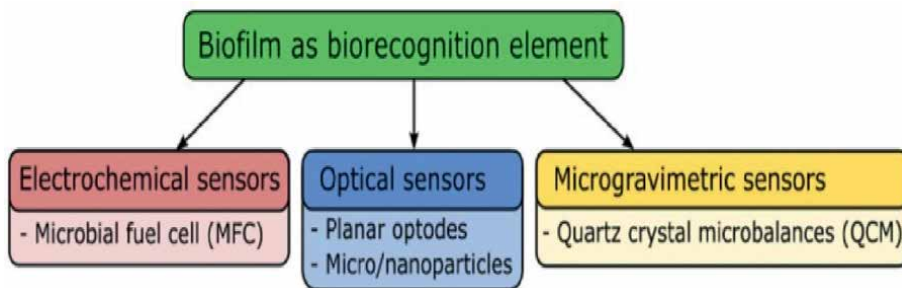 Biofilm as biorecognition element
Electrochemical sensors
- Microbial fuel cell (MFC)
Optical sensors
- Planar optodes
- Micro/nanoparticles
Microgravimetric sensors
- Quartz crystal microbalances (QCM)